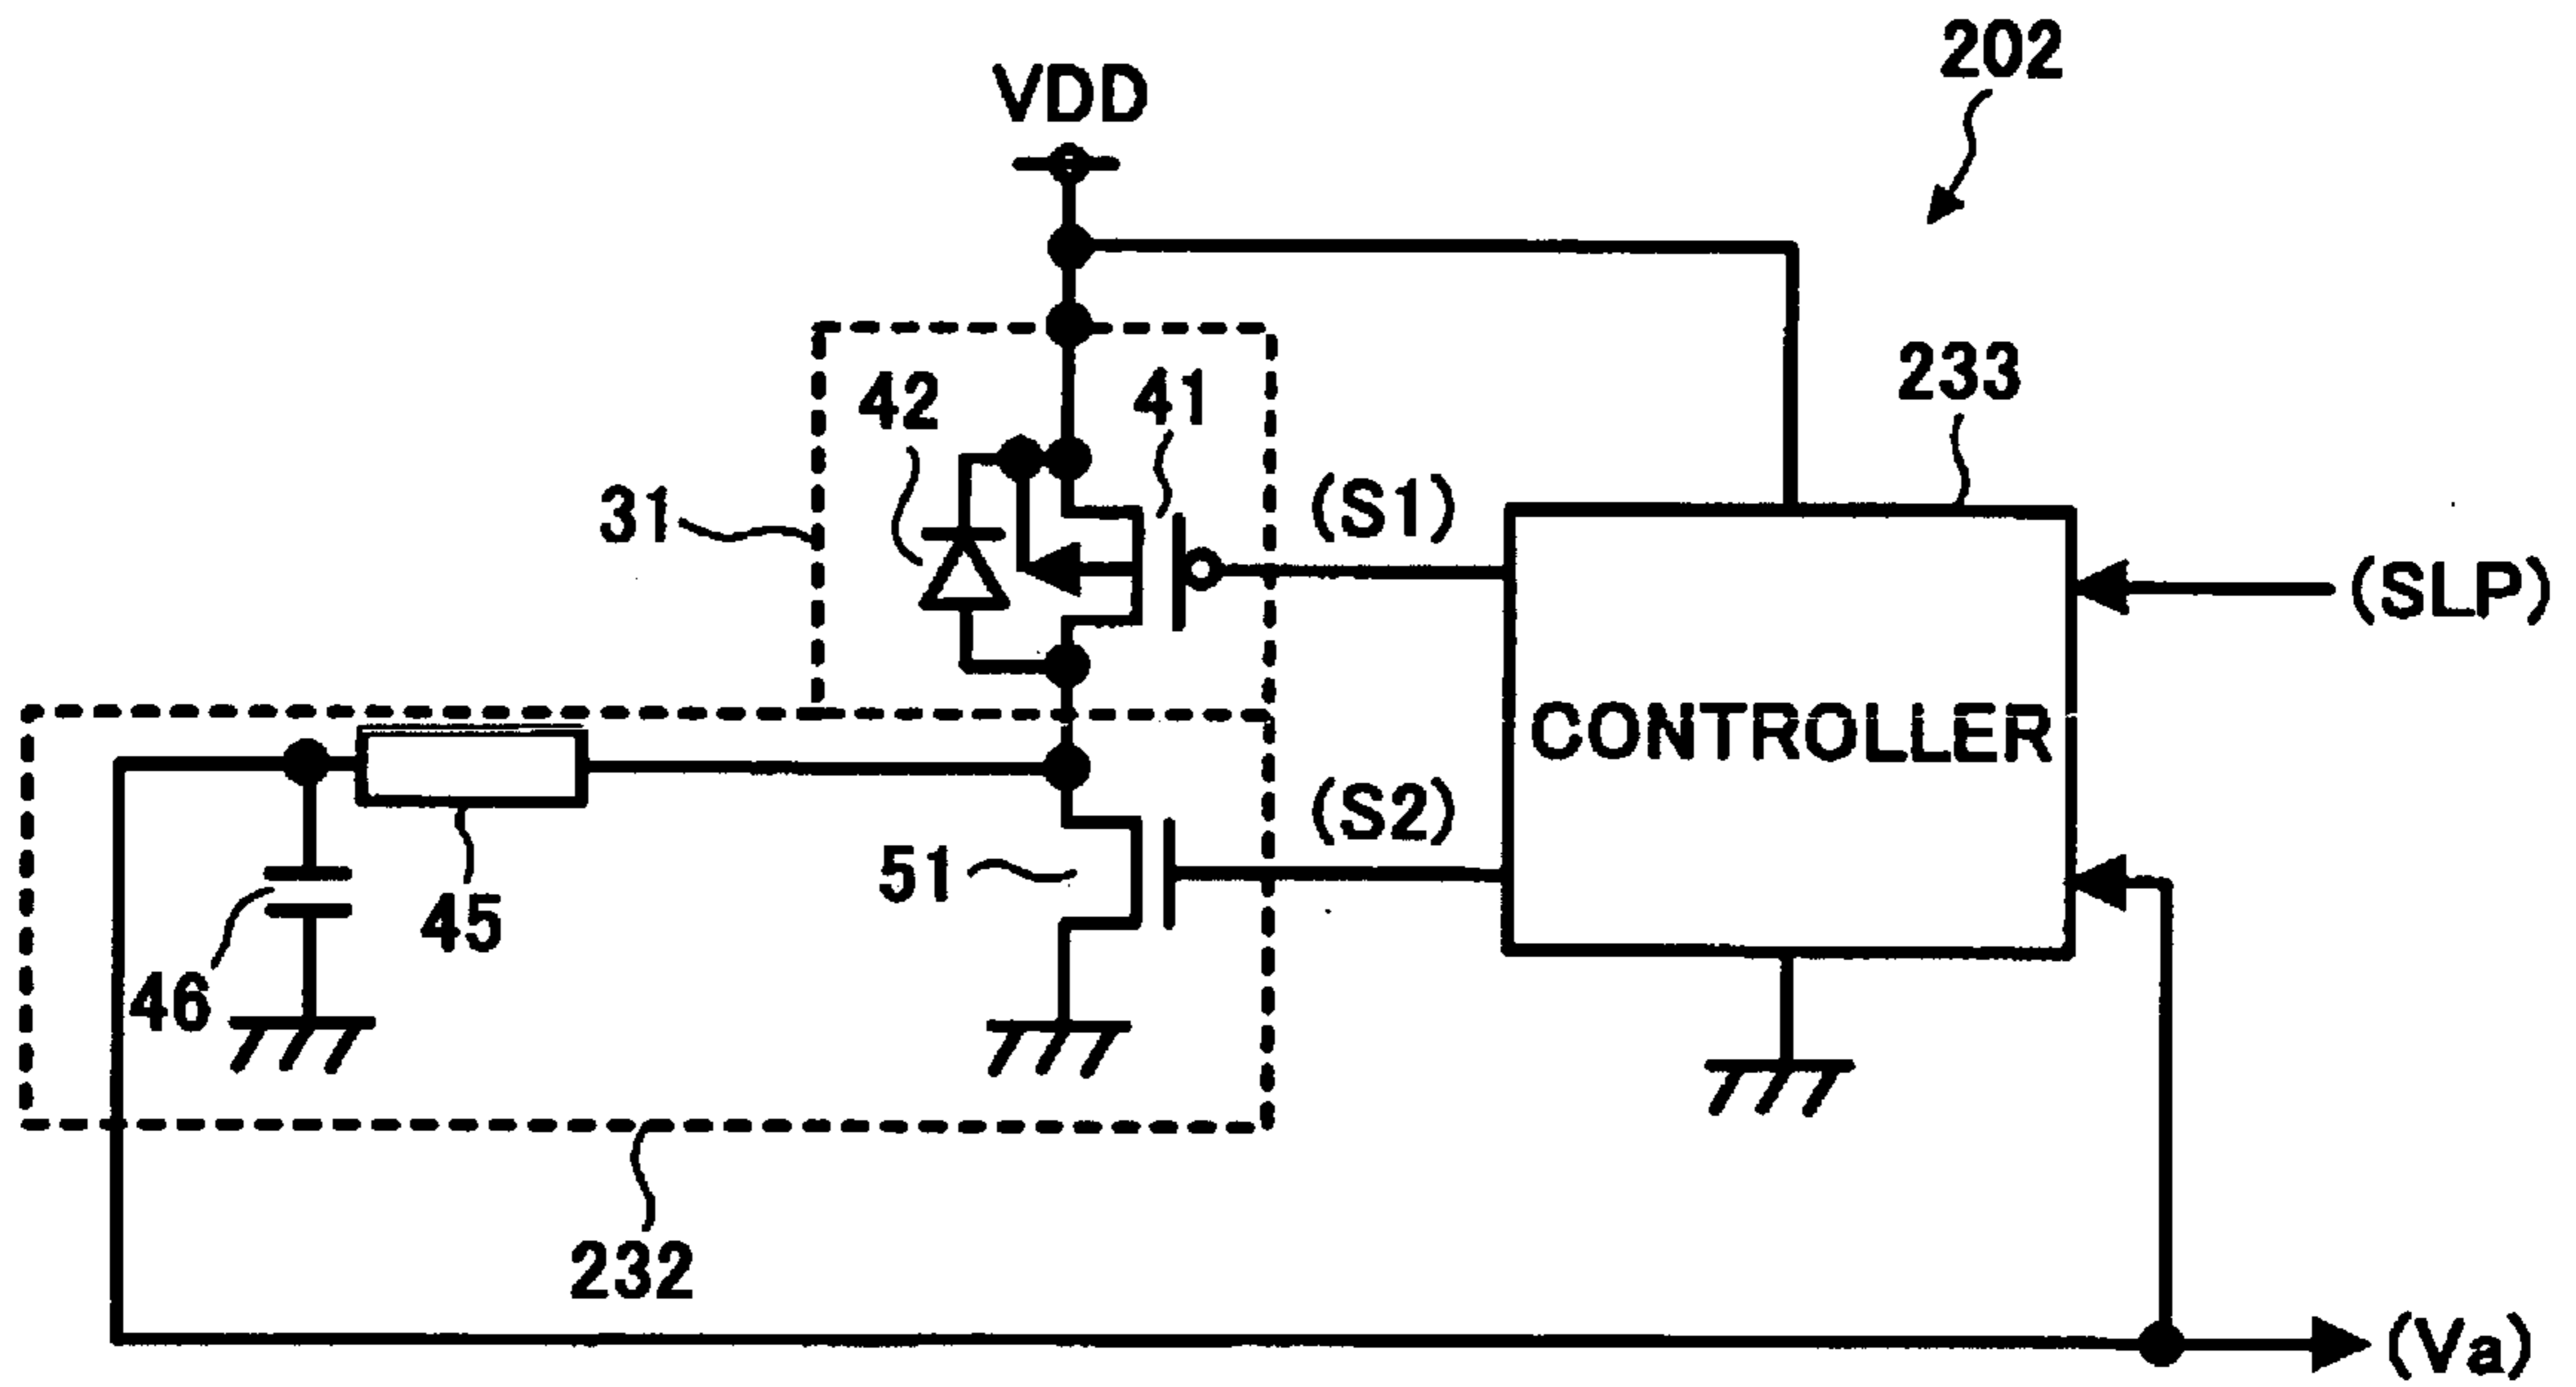 202
VDD
233
42
41
31
(S1)
(SLP)
CONTROLLER
(S2)
51
45
46
232
(Va)